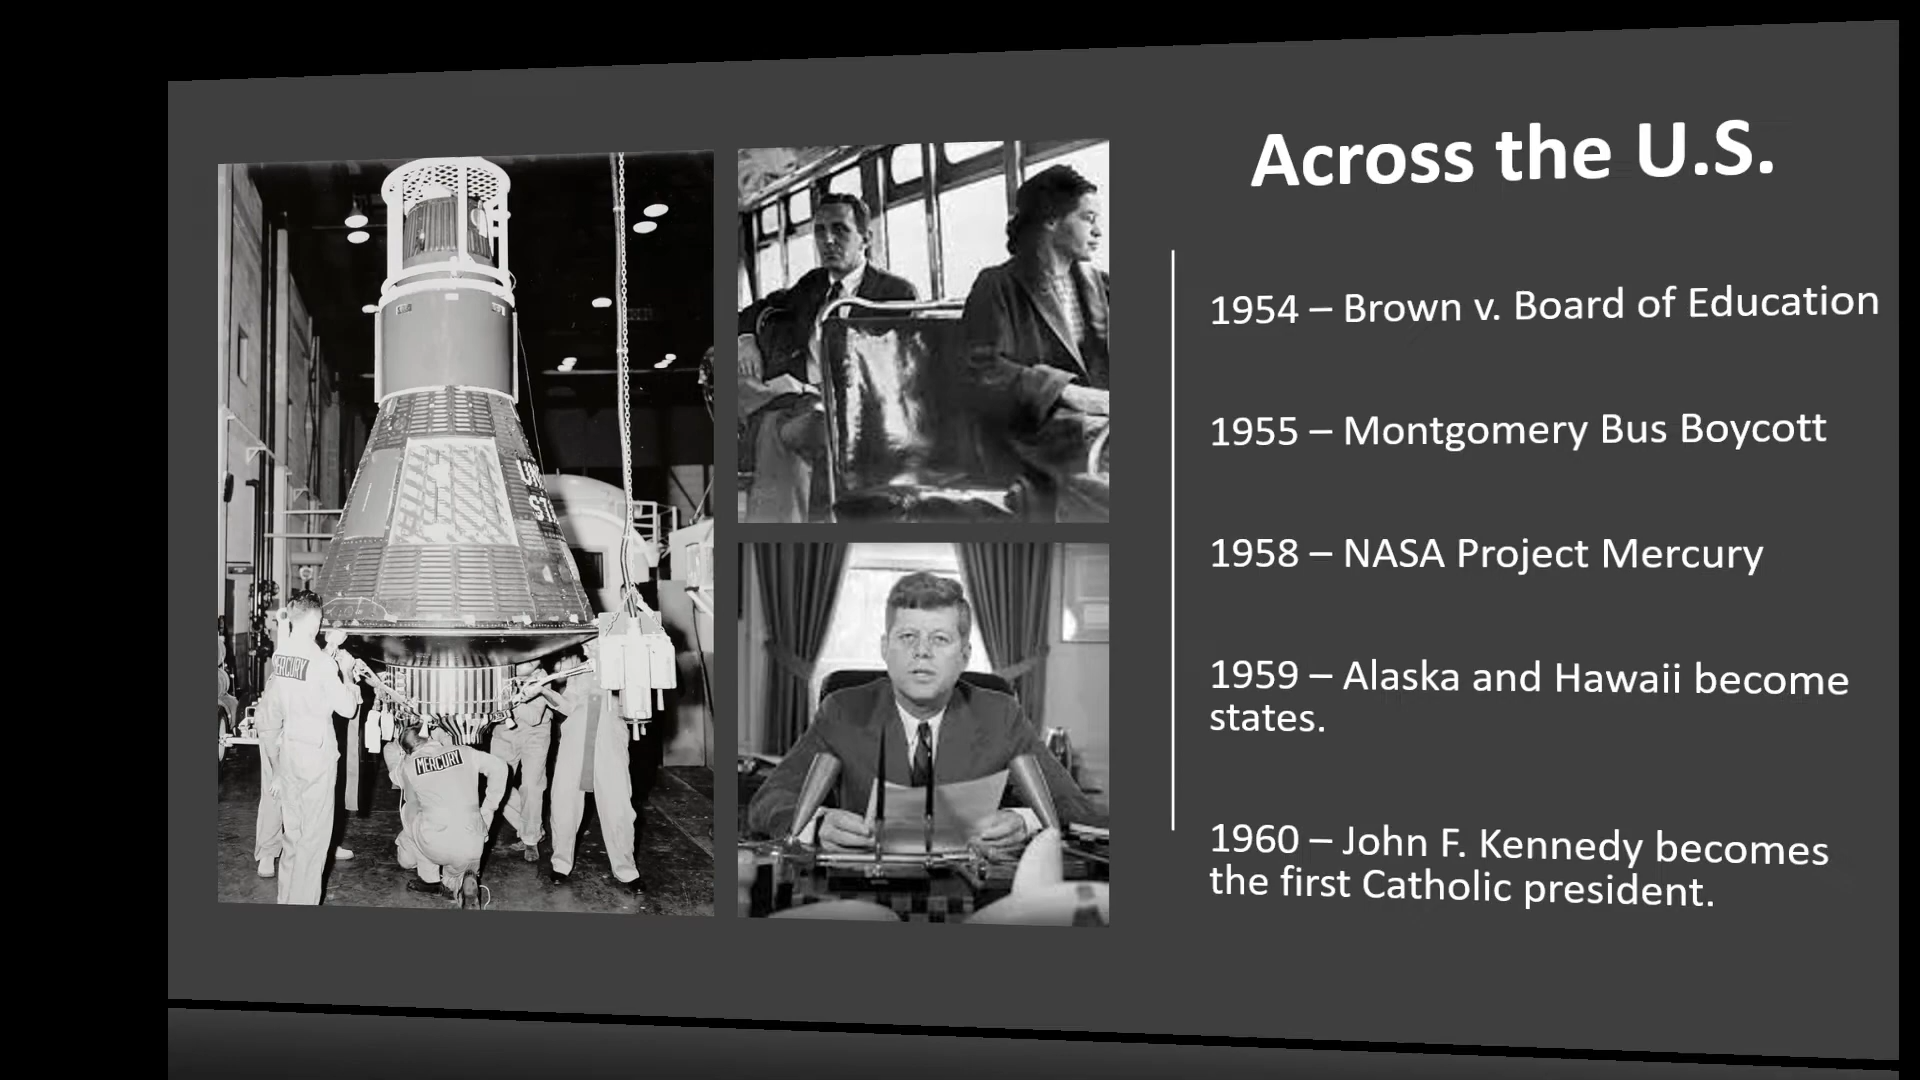 Across the U.S.
1954 – Brown v. Board of Education
1955 – Montgomery Bus Boycott
1958 – NASA Project Mercury
1959 – Alaska and Hawaii become
states.
1960 – John F. Kennedy becomes
the first Catholic president.
MERCURY
MERCURY